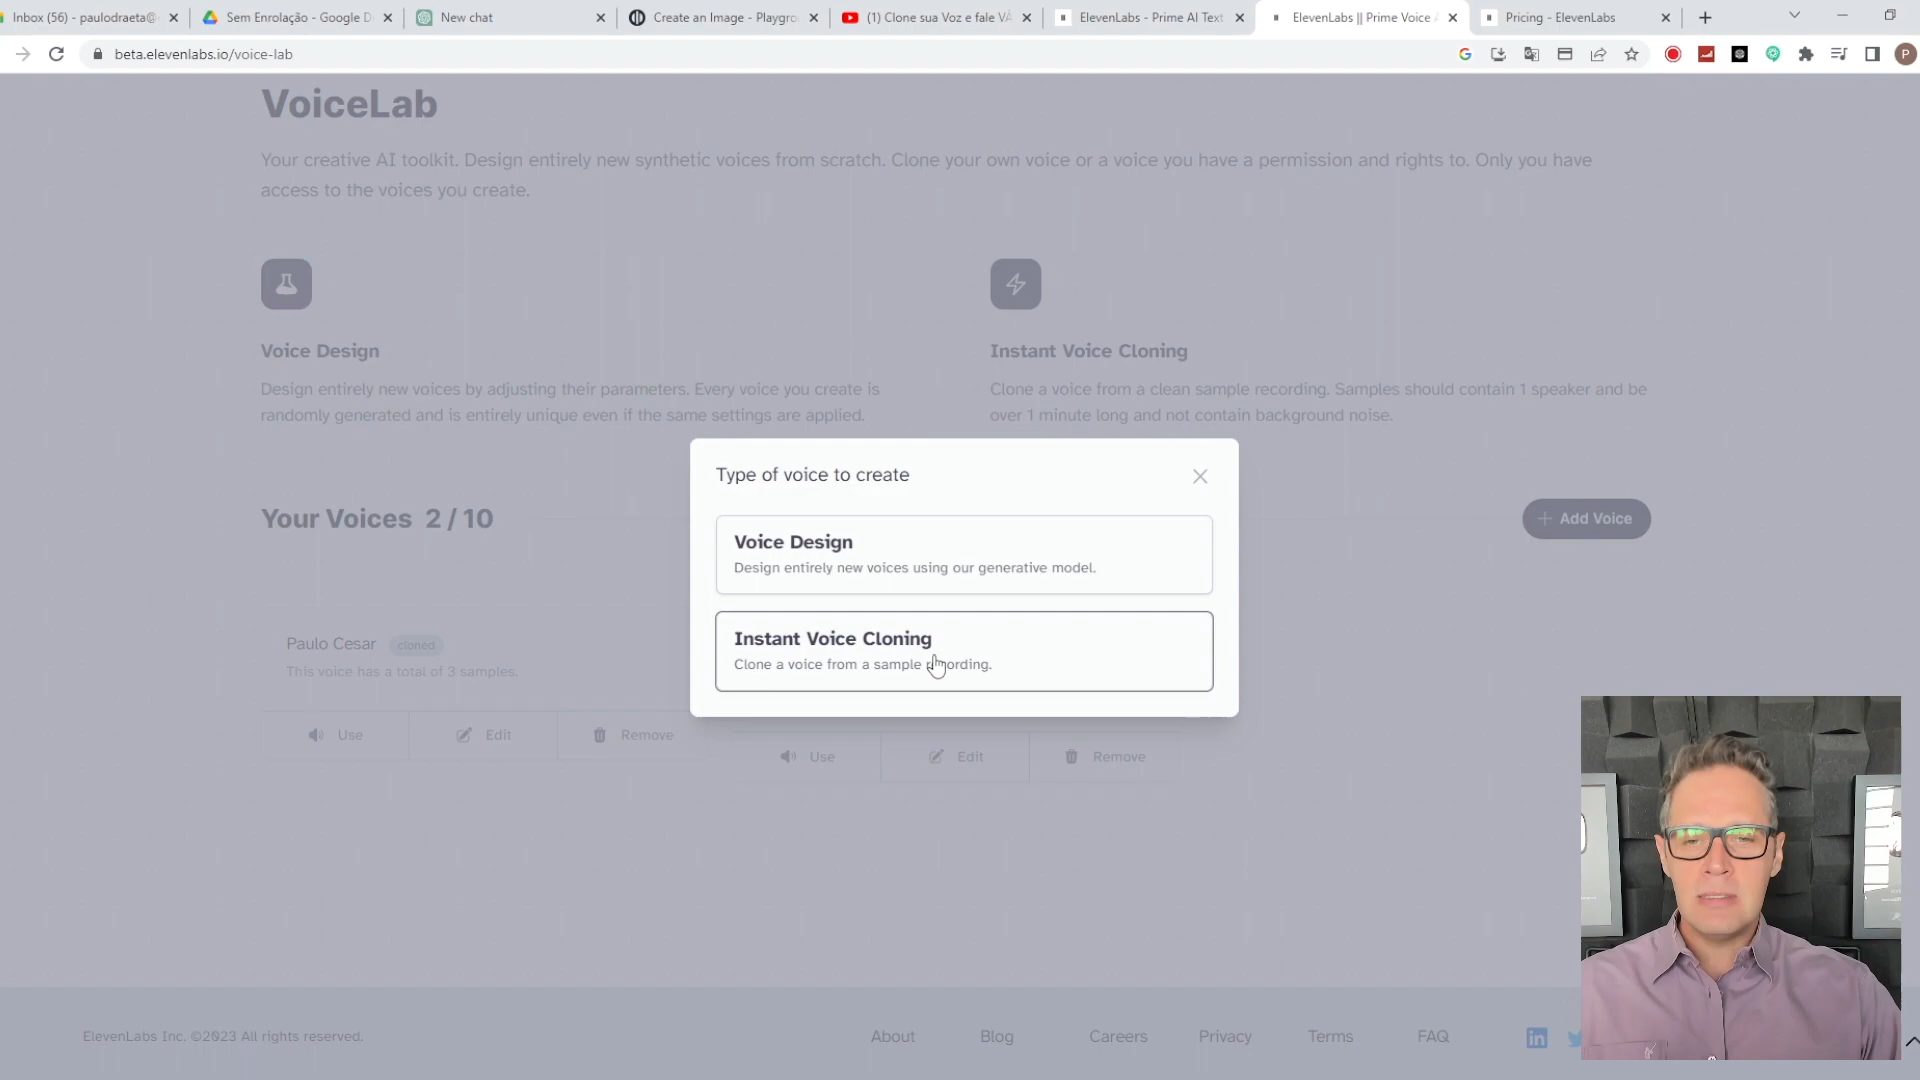 Inbox (56) - paulodraeta@
Sem Enrolação - Google D
New chat
Create an Image - Playgro
(1) Clone sua Voz e fale VÁ
ElevenLabs - Prime AI Text
ElevenLabs || Prime Voice A
Pricing - ElevenLabs
beta.elevenlabs.io/voice-lab
P
VoiceLab
Your creative AI toolkit. Design entirely new synthetic voices from scratch. Clone your own voice or a voice you have a permission and rights to. Only you have
access to the voices you create.
Voice Design
Design entirely new voices by adjusting their parameters. Every voice you create is
randomly generated and is entirely unique even if the same settings are applied.
Instant Voice Cloning
Clone a voice from a clean sample recording. Samples should contain 1 speaker and be
over 1 minute long and not contain background noise.
Type of voice to create
Voice Design
Design entirely new voices using our generative model.
Instant Voice Cloning
Clone a voice from a sample recording.
Your Voices 2 / 10
+ Add Voice
Paulo Cesar cloned
This voice has a total of 3 samples.
Use
Edit
Remove
Use
Edit
Remove
ElevenLabs Inc. ©2023 All rights reserved.
About
Blog
Careers
Privacy
Terms
FAQ